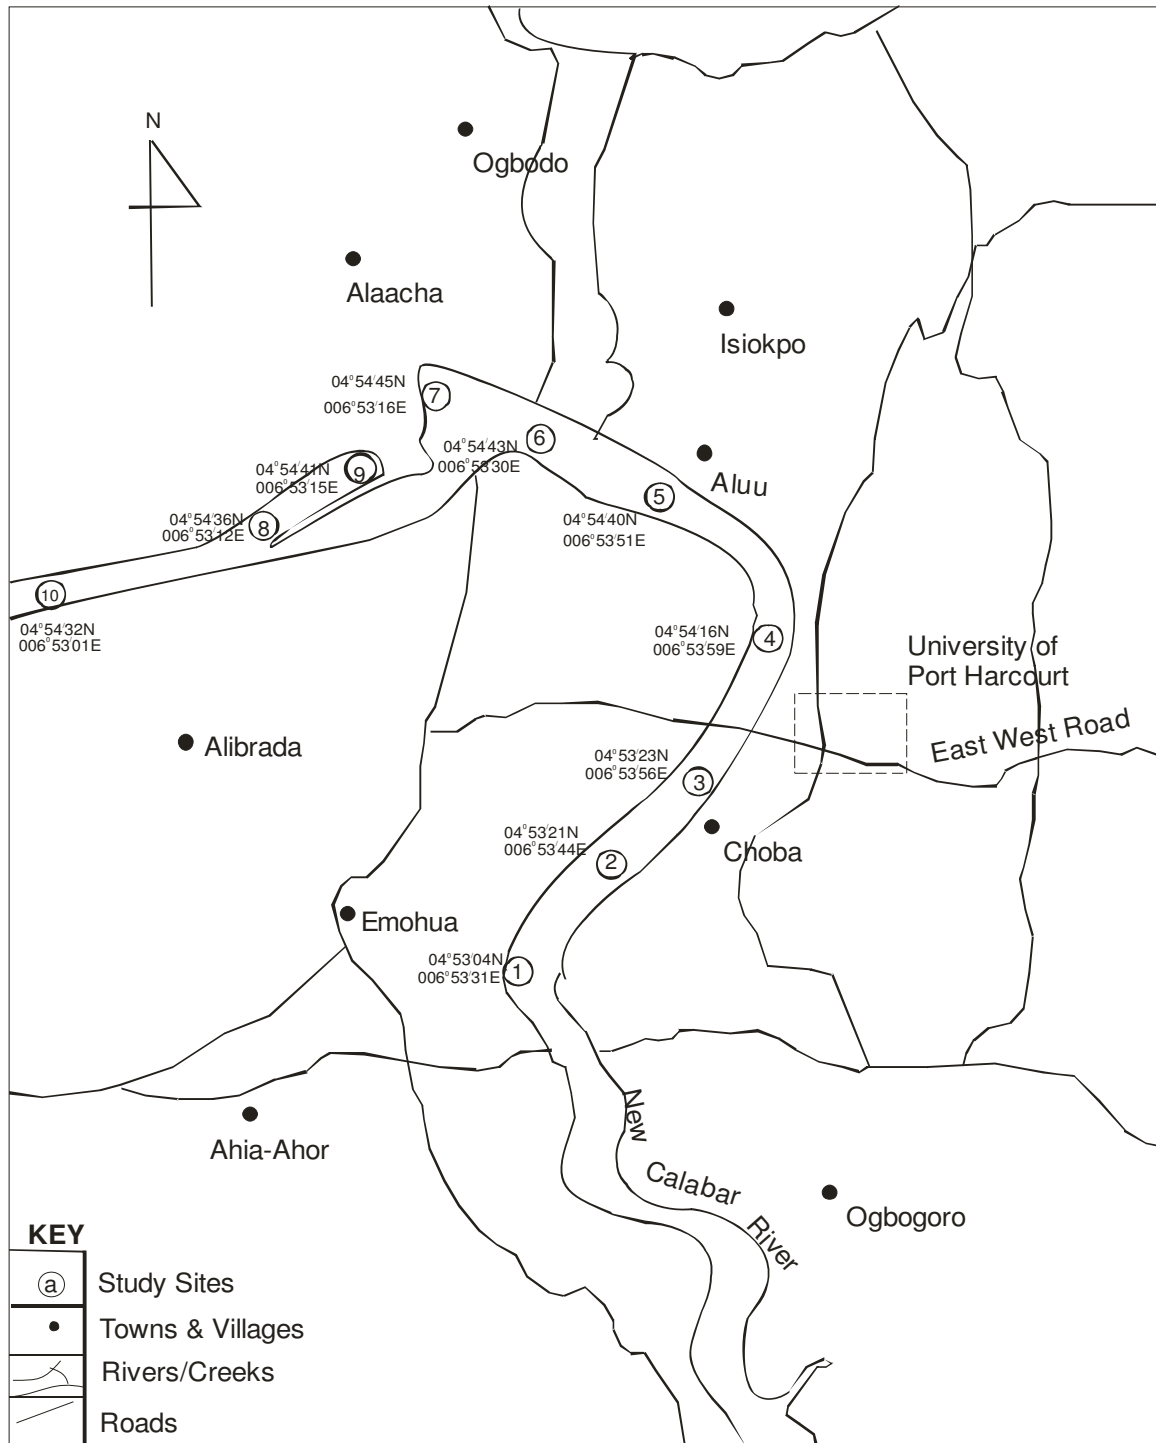 N
Ogbodo
Alaacha
Isiokpo
04°54/45N
006°53/16E
7
04°54/43N
006°53/30E
6
04°54/41N
006°53/15E
9
Aluu
5
04°54/40N
006°53/51E
04°54/36N
006°53/12E
8
10
04°54/32N
006°53/01E
04°54/16N
006°53/59E
4
University of
Port Harcourt
East West Road
Alibrada
04°53/23N
006°53/56E
3
04°53/21N
006°53/44E
2
Choba
Emohua
04°53/04N
006°53/31E
1
New
Calabar
River
Ahia-Ahor
Ogbogoro
KEY
a Study Sites
Towns & Villages
Rivers/Creeks
Roads